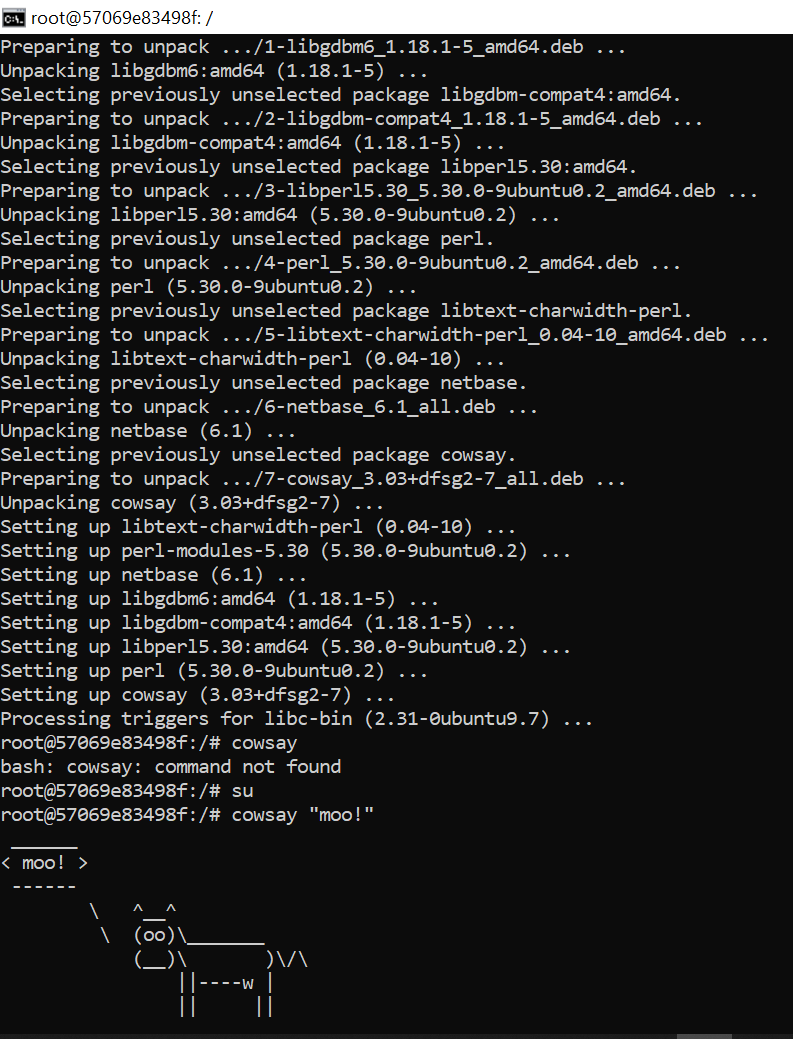 root@57069e83498f: /
Preparing to unpack .../1-libgdbm6_1.18.1-5_amd64.deb ...
Unpacking libgdbm6:amd64 (1.18.1-5) ...
Selecting previously unselected package libgdbm-compat4:amd64.
Preparing to unpack .../2-libgdbm-compat4_1.18.1-5_amd64.deb ...
Unpacking libgdbm-compat4:amd64 (1.18.1-5) ...
Selecting previously unselected package libperl5.30:amd64.
Preparing to unpack .../3-libperl5.30_5.30.0-9ubuntu0.2_amd64.deb ...
Unpacking libperl5.30:amd64 (5.30.0-9ubuntu0.2) ...
Selecting previously unselected package perl.
Preparing to unpack .../4-perl_5.30.0-9ubuntu0.2_amd64.deb ...
Unpacking perl (5.30.0-9ubuntu0.2) ...
Selecting previously unselected package libtext-charwidth-perl.
Preparing to unpack .../5-libtext-charwidth-perl_0.04-10_amd64.deb ...
Unpacking libtext-charwidth-perl (0.04-10) ...
Selecting previously unselected package netbase.
Preparing to unpack .../6-netbase_6.1_all.deb ...
Unpacking netbase (6.1) ...
Selecting previously unselected package cowsay.
Preparing to unpack .../7-cowsay_3.03+dfsg2-7_all.deb ...
Unpacking cowsay (3.03+dfsg2-7) ...
Setting up libtext-charwidth-perl (0.04-10) ...
Setting up perl-modules-5.30 (5.30.0-9ubuntu0.2) ...
Setting up netbase (6.1) ...
Setting up libgdbm6:amd64 (1.18.1-5) ...
Setting up libgdbm-compat4:amd64 (1.18.1-5) ...
Setting up libperl5.30:amd64 (5.30.0-9ubuntu0.2) ...
Setting up perl (5.30.0-9ubuntu0.2) ...
Setting up cowsay (3.03+dfsg2-7) ...
Processing triggers for libc-bin (2.31-0ubuntu9.7) ...
root@57069e83498f:/# cowsay
bash: cowsay: command not found
root@57069e83498f:/# su
root@57069e83498f:/# cowsay "moo!"
 ______
< moo! >
 ------
        \   ^__^
         \  (oo)\_______
            (__)\       )\/\
                ||----w |
                ||     ||